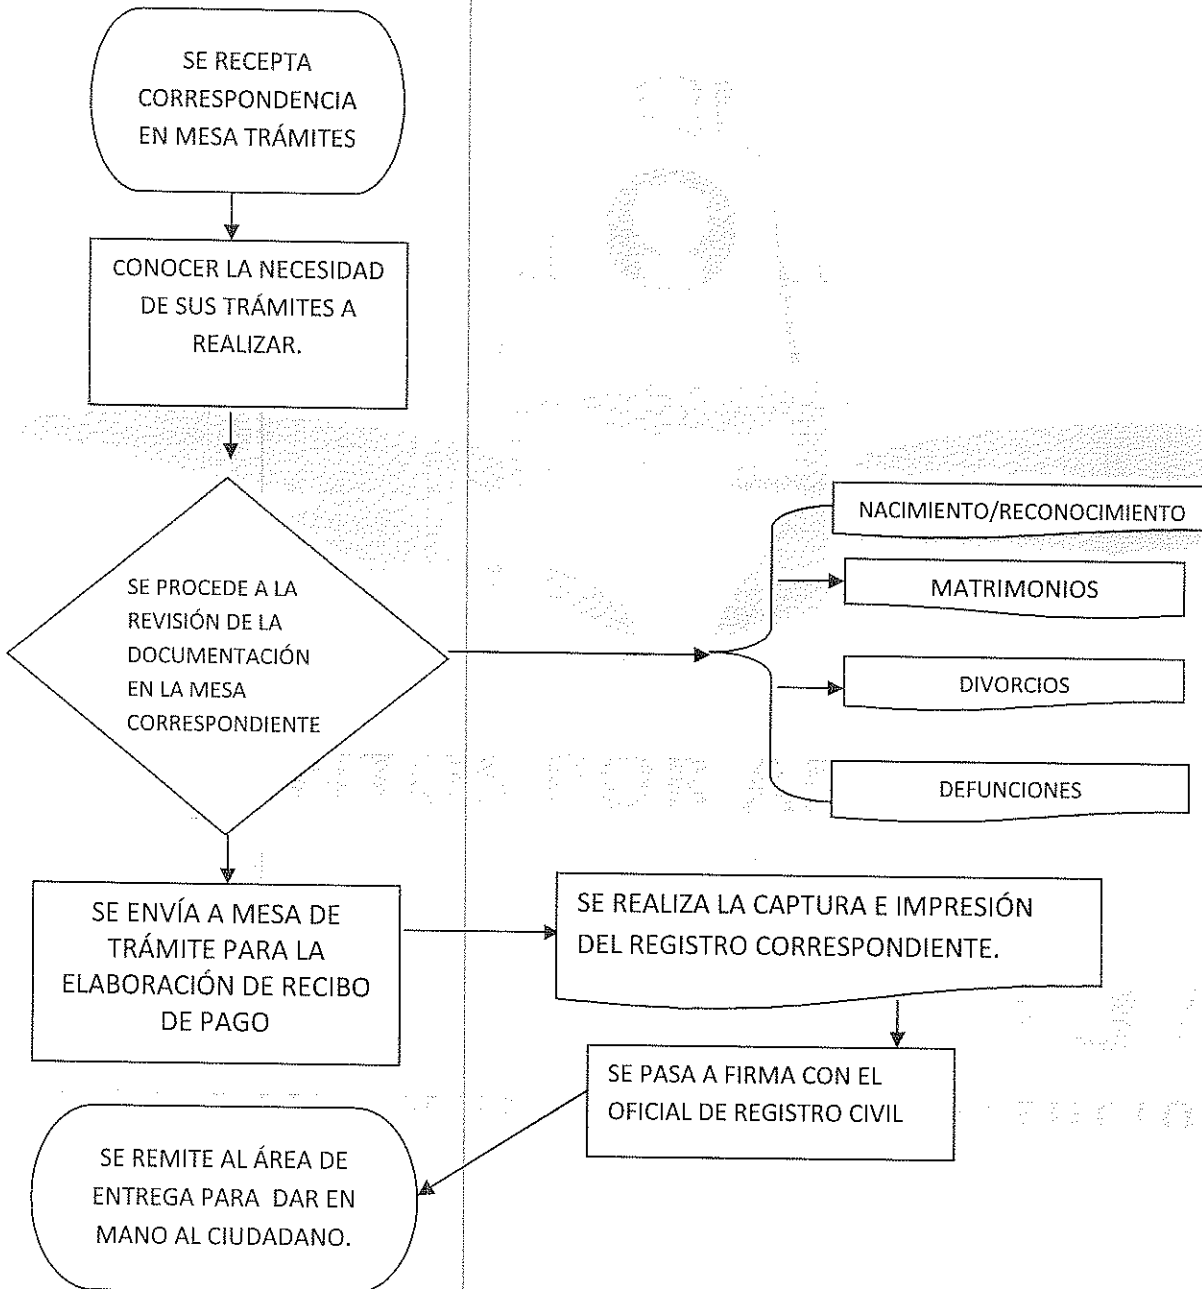 SE RECEPTA
CORRESPONDENCIA
EN MESA TRÁMITES
CONOCER LA NECESIDAD
DE SUS TRÁMITES A
REALIZAR.
SE PROCEDE A LA
REVISIÓN DE LA
DOCUMENTACIÓN
EN LA MESA
CORRESPONDIENTE
NACIMIENTO/RECONOCIMIENTO
MATRIMONIOS
DIVORCIOS
DEFUNCIONES
SE ENVÍA A MESA DE
TRÁMITE PARA LA
ELABORACIÓN DE RECIBO
DE PAGO
SE REALIZA LA CAPTURA E IMPRESIÓN
DEL REGISTRO CORRESPONDIENTE.
SE PASA A FIRMA CON EL
OFICIAL DE REGISTRO CIVIL
SE REMITE AL ÁREA DE
ENTREGA PARA  DAR EN
MANO AL CIUDADANO.